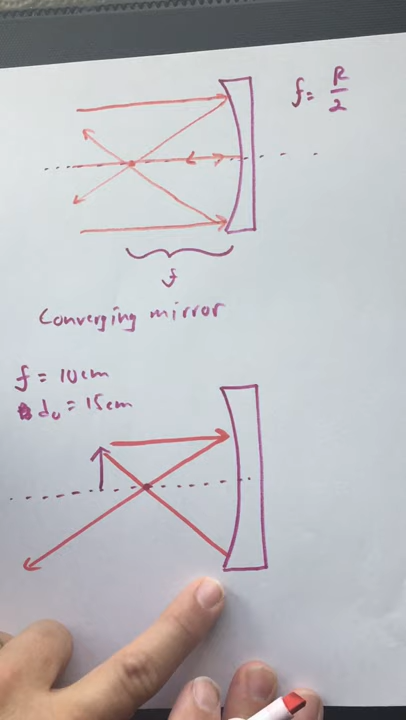 f = R/2
f
Converging mirror
f = 10cm
do = 15cm